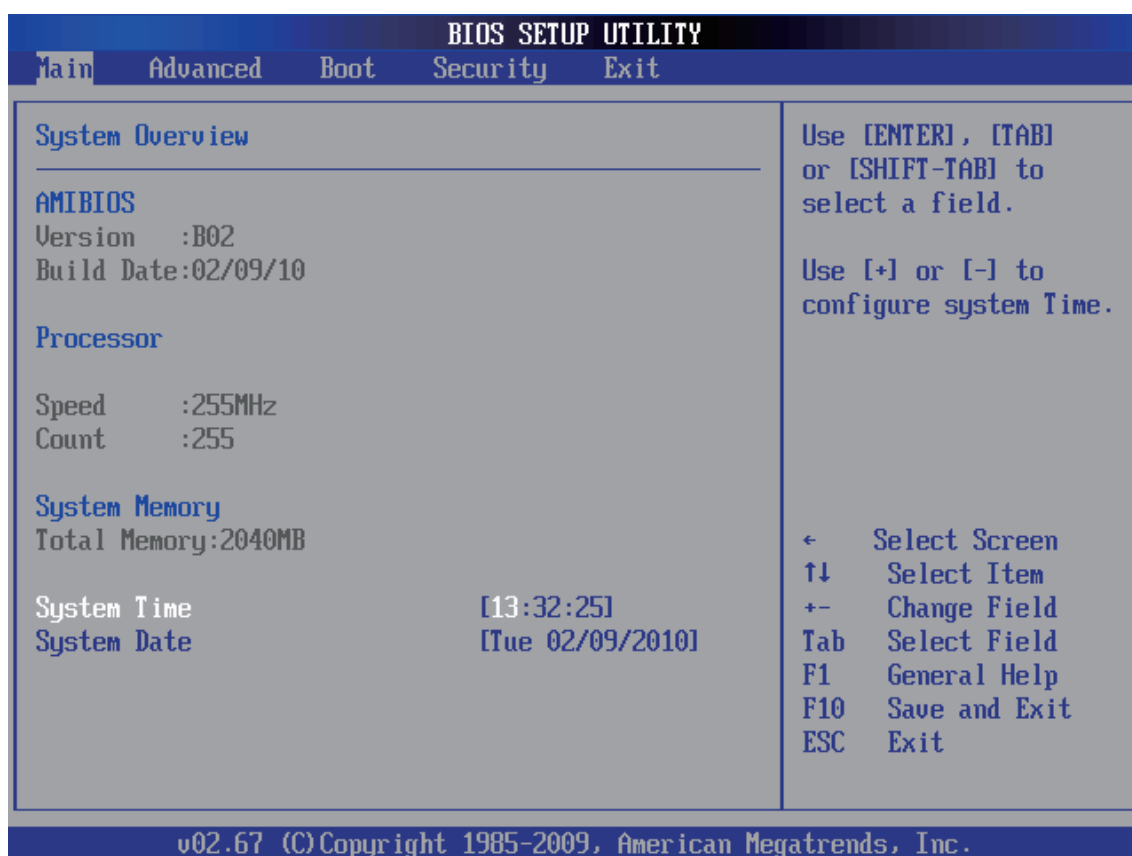 BIOS SETUP UTILITY
Main Advanced Boot Security Exit
System Overview
AMIBIOS
Version :B02
Build Date:02/09/10
Processor
Speed :255MHz
Count :255
System Memory
Total Memory:2040MB
System Time [13:32:25]
System Date [Tue 02/09/2010]
Use [ENTER], [TAB]
or [SHIFT-TAB] to
select a field.
Use [+] or [-] to
configure system Time.
← Select Screen
↑↓ Select Item
+- Change Field
Tab Select Field
F1 General Help
F10 Save and Exit
ESC Exit
v02.67 (C)Copyright 1985-2009, American Megatrends, Inc.